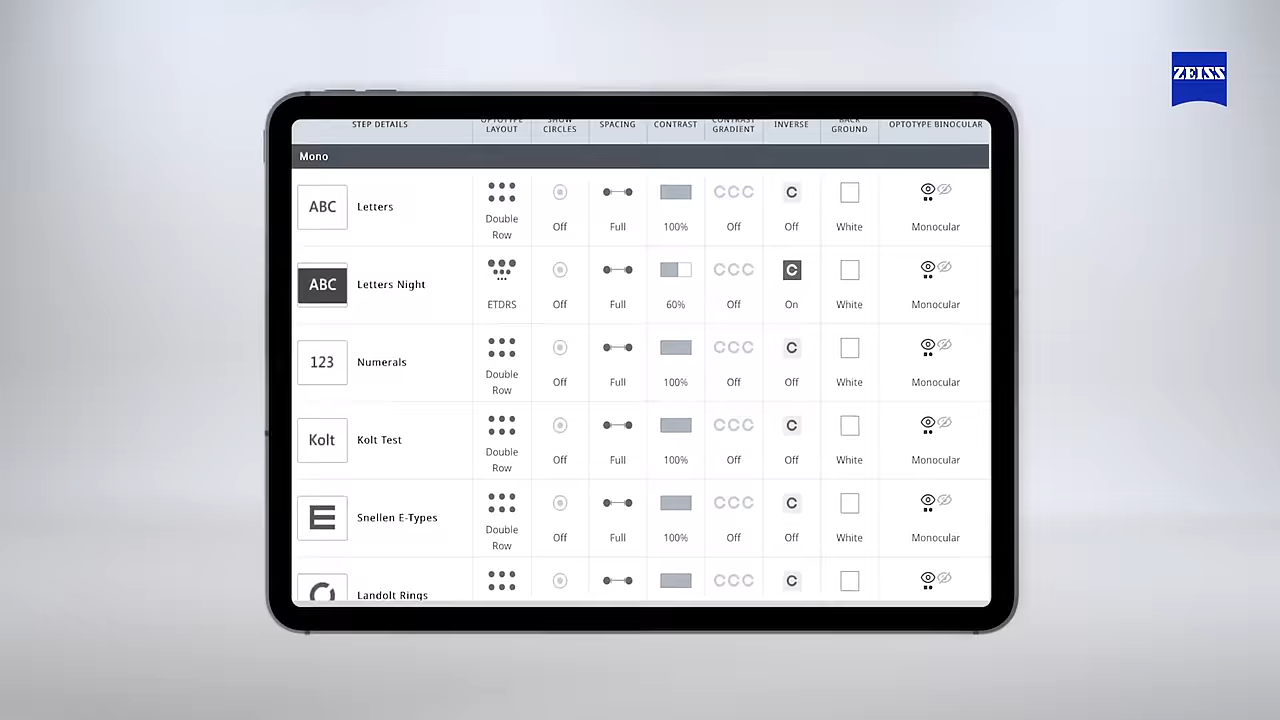 ZEISS
STEP DETAILS
OPTOTYPE LAYOUT
SHOW CIRCLES
SPACING
CONTRAST
CONTRAST GRADIENT
INVERSE
BACK GROUND
OPTOTYPE BINOCULAR
Mono
ABC Letters
C
Double Row
Off
Full
100%
Off
Off
White
Monocular
ABC Letters Night
C
ETDRS
Off
Full
60%
Off
On
White
Monocular
123 Numerals
C
Double Row
Off
Full
100%
Off
Off
White
Monocular
Kolt Kolt Test
C
Double Row
Off
Full
100%
Off
Off
White
Monocular
E Snellen E-Types
C
Double Row
Off
Full
100%
Off
Off
White
Monocular
Landolt Rings
C